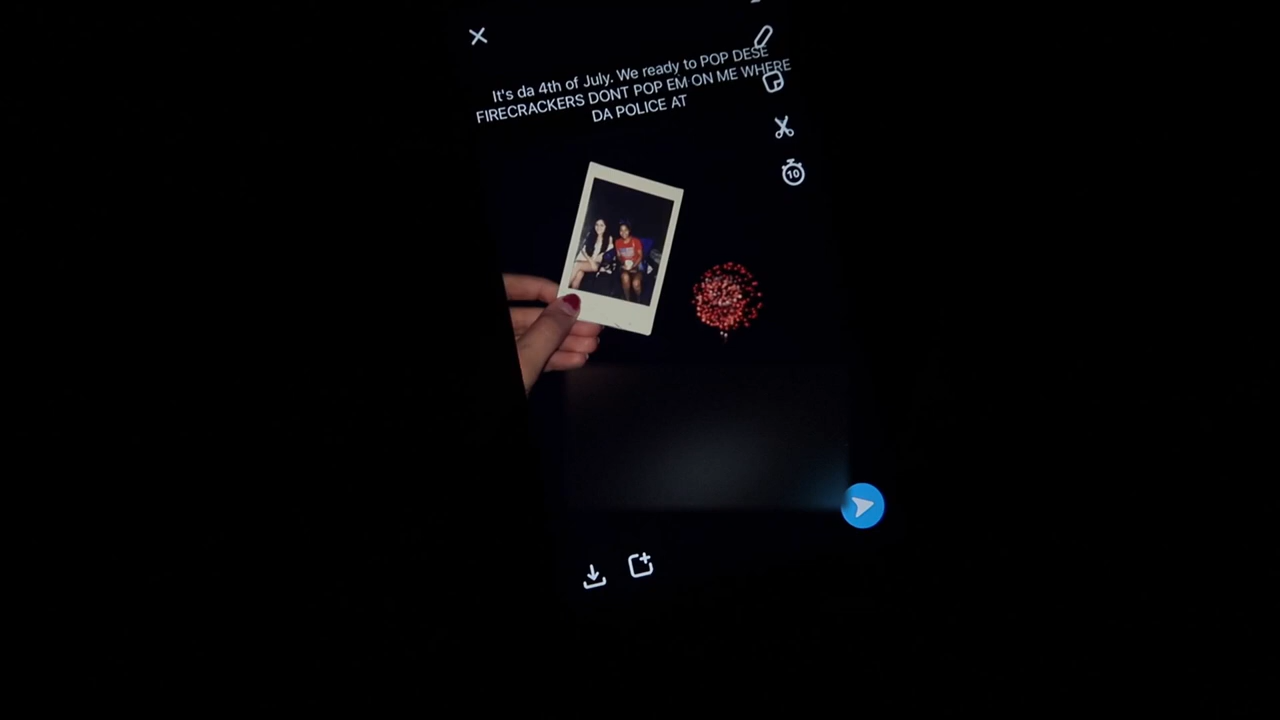 It's da 4th of July. We ready to POP DESE
FIRECRACKERS DONT POP EM ON ME WHERE
DA POLICE AT
10